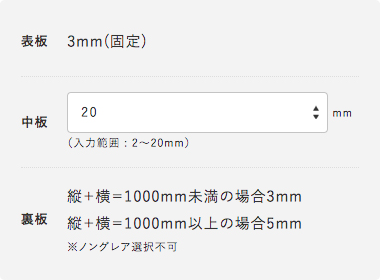 表板 3mm(固定)
中板 20 mm
(入力範囲：2〜20mm)
縦+横=1000mm未満の場合3mm
裏板 縦+横=1000mm以上の場合5mm
※ノングレア選択不可